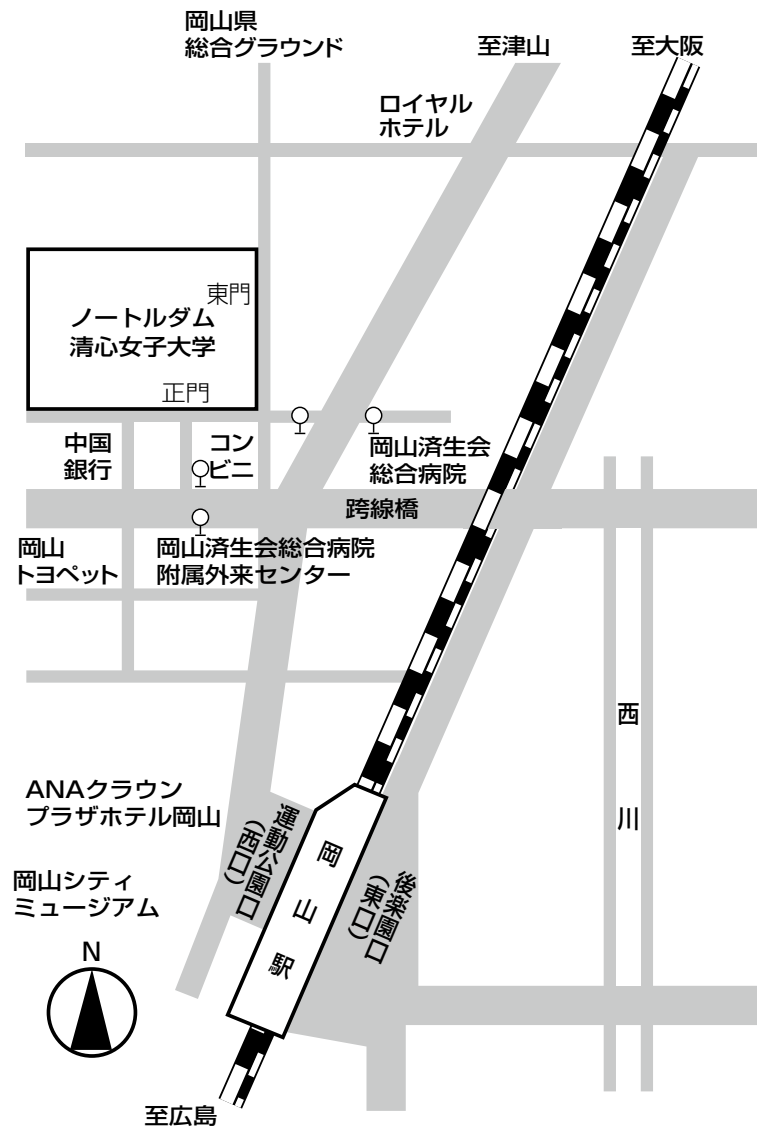 岡山県
総合グラウンド
至津山
至大阪
ロイヤル
ホテル
東門
ノートルダム
清心女子大学
正門
中国
銀行
コン
ビニ
岡山済生会
総合病院
跨線橋
岡山
トヨペット
岡山済生会総合病院
附属外来センター
西川
ANAクラウン
プラザホテル岡山
運動公園口
(西口)
岡山駅
後楽園口
(東口)
岡山シティ
ミュージアム
N
至広島